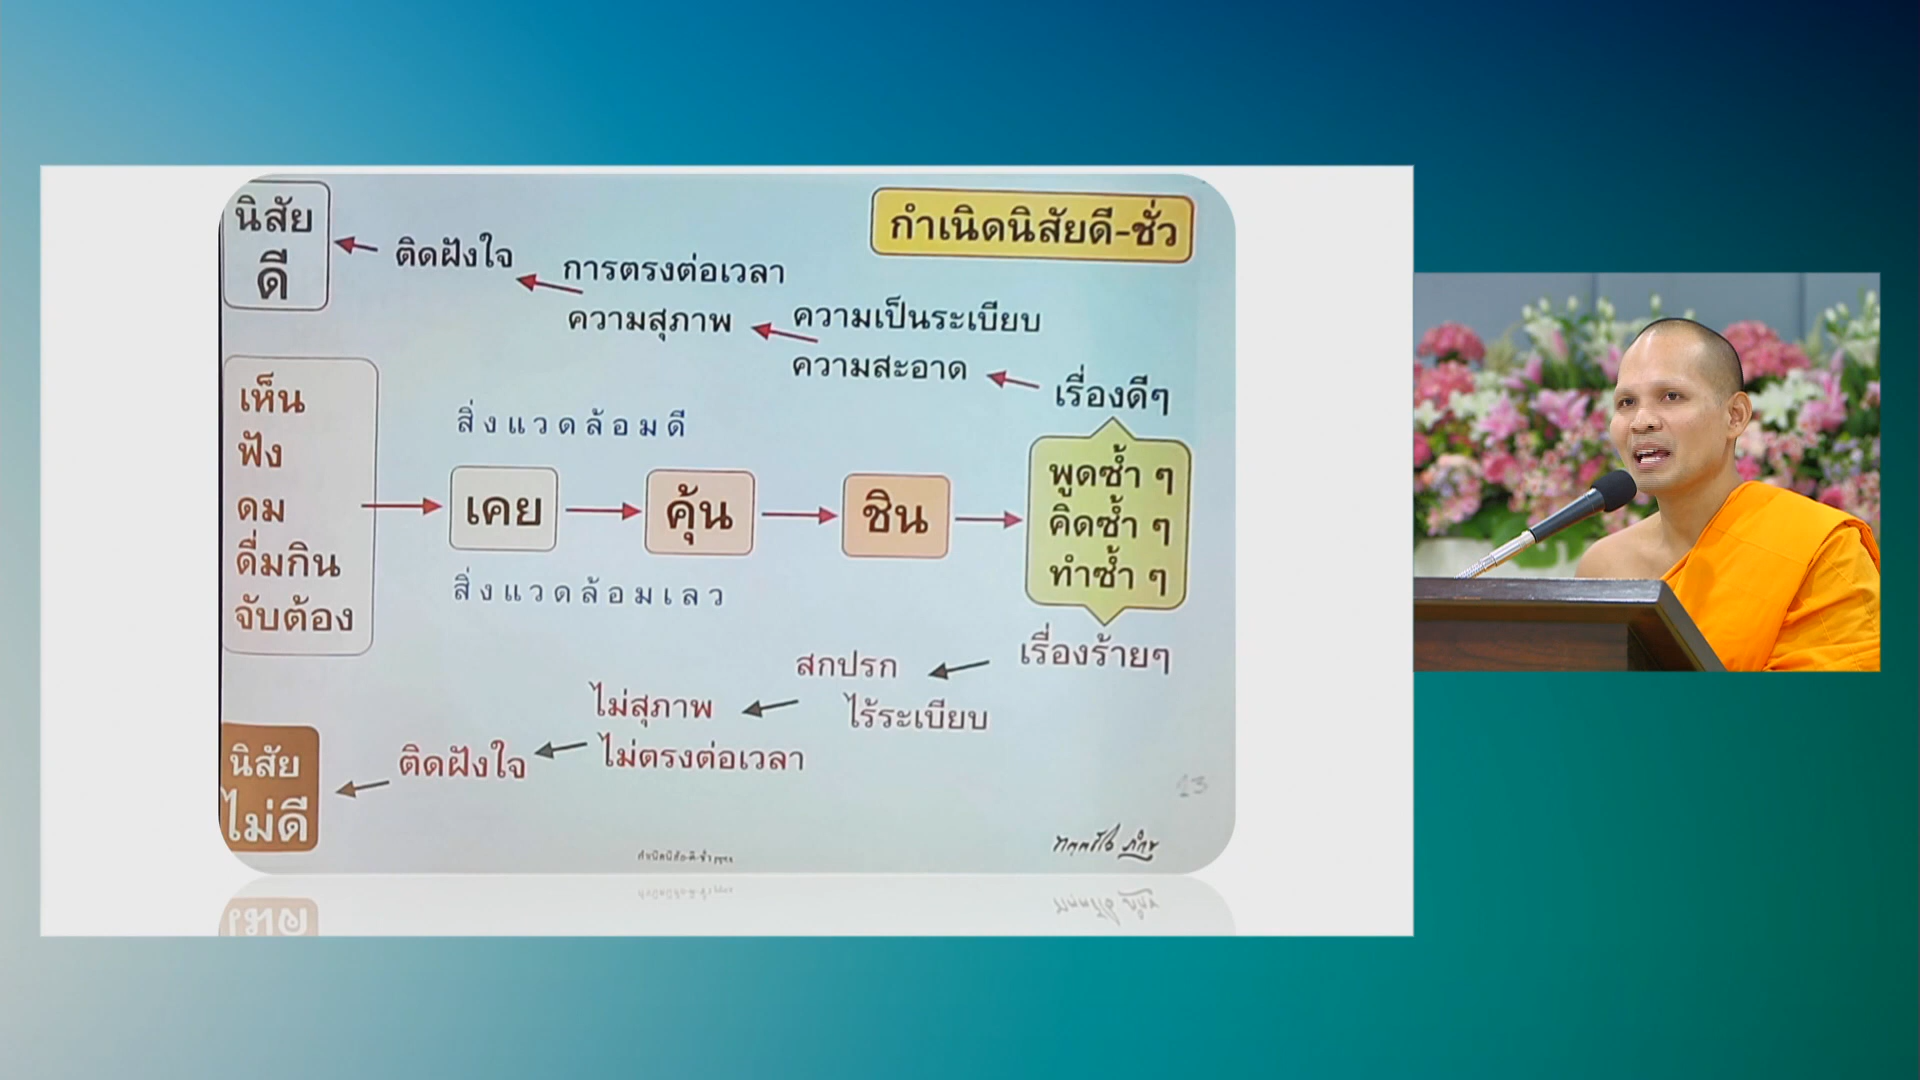 กำเนิดนิสัยดี-ชั่ว
นิสัย
ดี
ติดฝังใจ
การตรงต่อเวลา
ความสุภาพ
ความเป็นระเบียบ
ความสะอาด
เรื่องดีๆ
เห็น
ฟัง
ดม
ดื่มกิน
จับต้อง
สิ่งแวดล้อมดี
เคย
คุ้น
ชิน
สิ่งแวดล้อมเลว
พูดซ้ำ ๆ
คิดซ้ำ ๆ
ทำซ้ำ ๆ
เรื่องร้ายๆ
สกปรก
ไร้ระเบียบ
ไม่สุภาพ
ไม่ตรงต่อเวลา
ติดฝังใจ
นิสัย
ไม่ดี
13